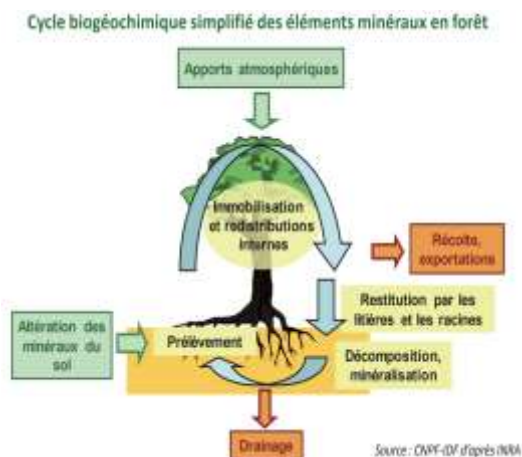 Cycle biogéochimique simplifié des éléments minéraux en forêt
Apports atmosphériques
Immobilisation
et redistributions
internes
Récolte,
exportations
Restitution par les
litières et les racines
Altération des
minéraux du
sol
Prélèvement
Décomposition,
minéralisation
Drainage
Source : CNPF-IDF d'après INRA